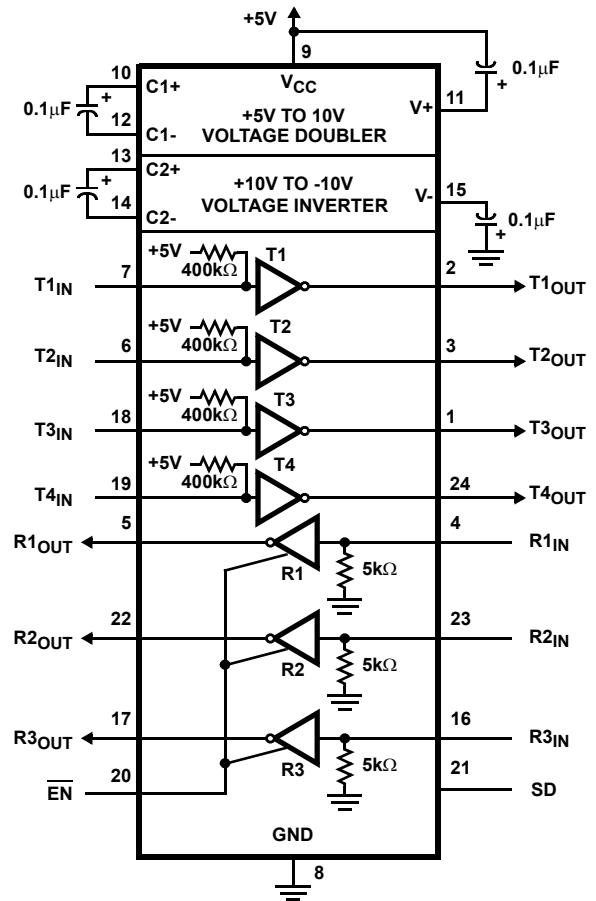 +5V
9
10
C1+
VCC
0.1µF
+
0.1µF
+
V+
11
+5V TO 10V
VOLTAGE DOUBLER
12
C1-
13
C2+
+
0.1µF
+10V TO -10V
VOLTAGE INVERTER
V-
15
14
C2-
0.1µF
+
+5V
400kΩ
T1
T1IN
7
2
T1OUT
+5V
400kΩ
T2
T2IN
6
3
T2OUT
+5V
400kΩ
T3
T3IN
18
1
T3OUT
+5V
400kΩ
T4
T4IN
19
24
T4OUT
R1OUT
5
4
R1IN
R1
5kΩ
R2OUT
22
23
R2IN
R2
5kΩ
R3OUT
17
16
R3IN
R3
5kΩ
EN
20
21
SD
GND
8